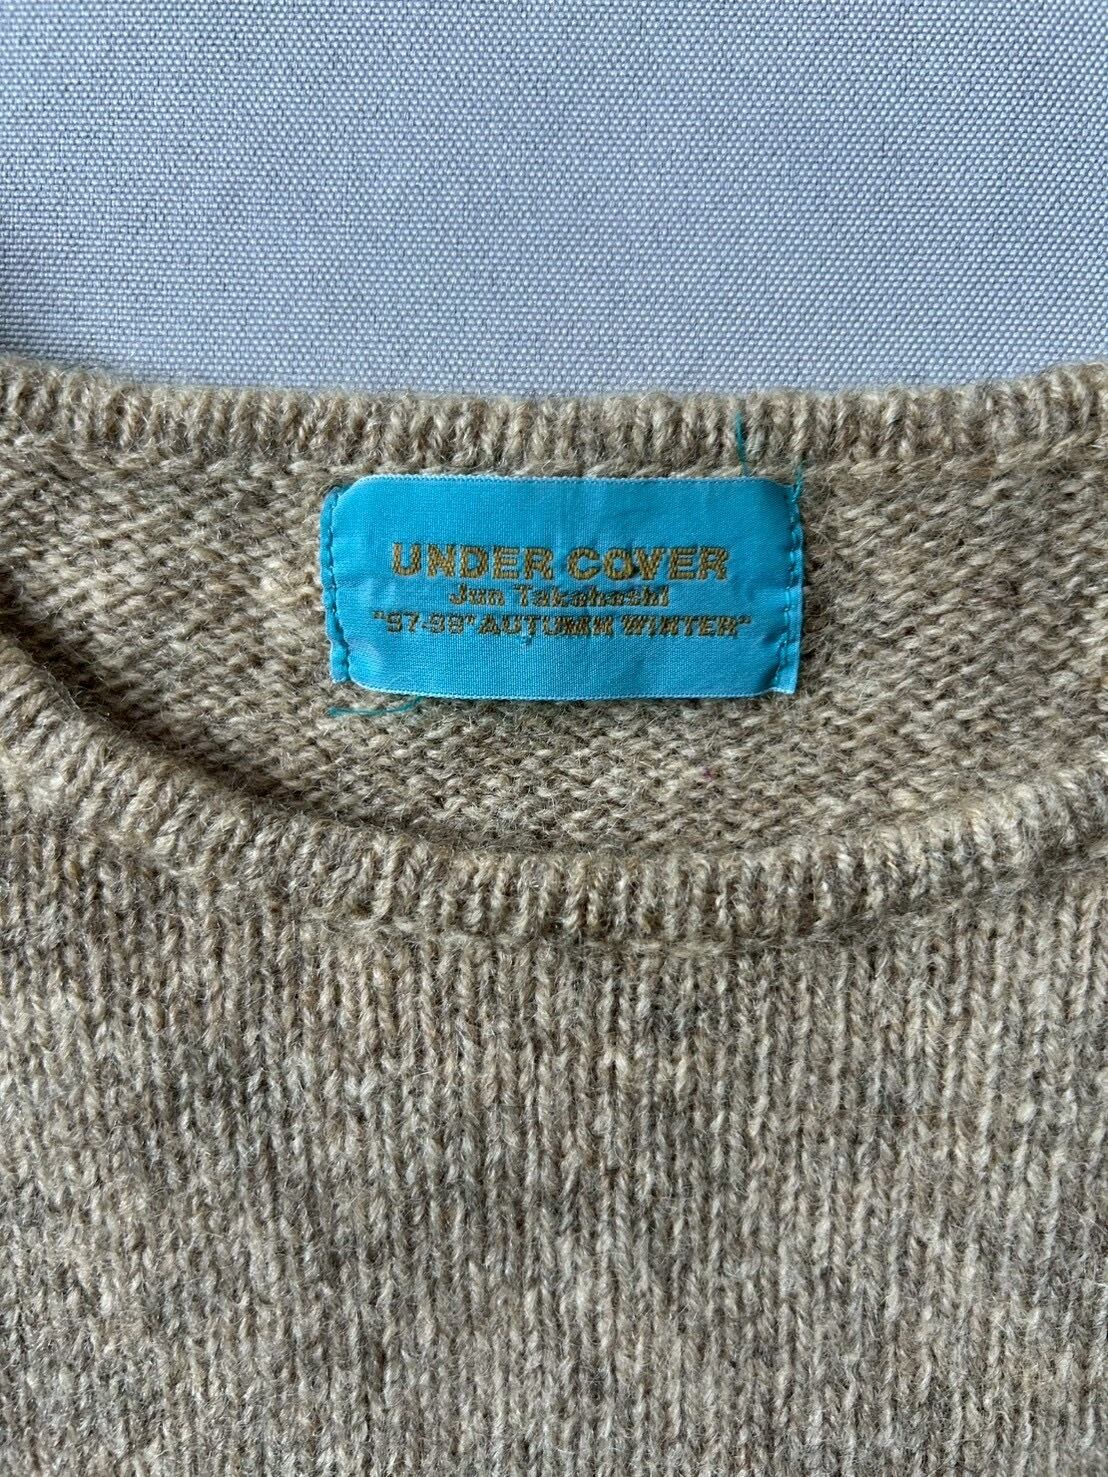 UNDER COVER
Jun Takahashi
"97-98" AUTUMN WINTER"